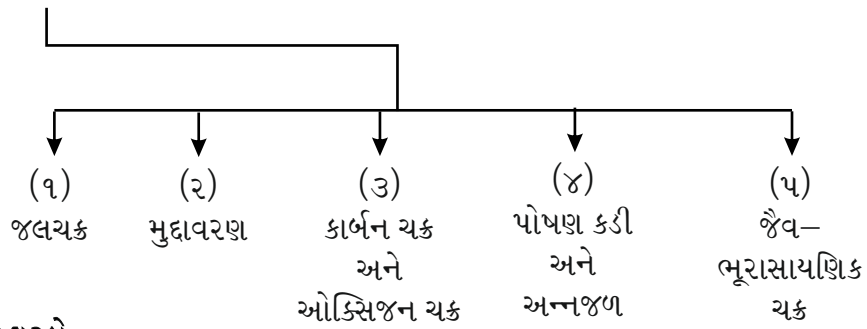 (૧)
જલચક્ર
(૨)
મુદ્દાવરણ
(૩)
કાર્બન ચક્ર
અને
ઓક્સિજન ચક્ર
(૪)
પોષણ કડી
અને
અન્નજળ
(૫)
જૈવ–
ભૂરાસાયણિક
ચક્ર